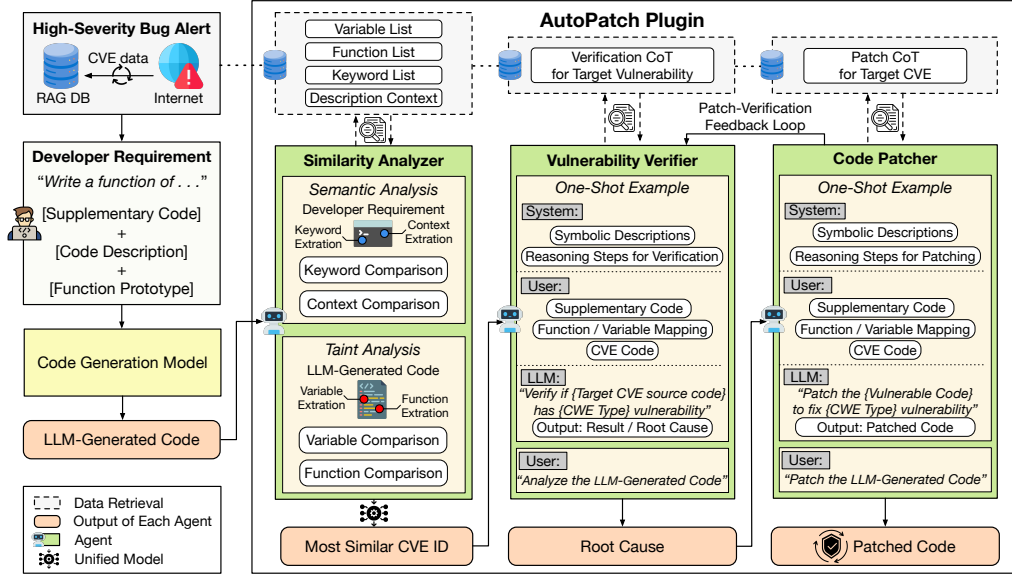 High-Severity Bug Alert
CVE data
RAG DB
Internet
Developer Requirement
“Write a function of . . .”
[Supplementary Code]
+
[Code Description]
+
[Function Prototype]
Code Generation Model
LLM-Generated Code
Data Retrieval
Output of Each Agent
Agent
Unified Model
AutoPatch Plugin
Variable List
Function List
Keyword List
Description Context
Verification CoT
for Target Vulnerability
Patch CoT
for Target CVE
Patch-Verification
Feedback Loop
Similarity Analyzer
Semantic Analysis
Developer Requirement
Keyword
Extration
Context
Extration
Keyword Comparison
Context Comparison
Taint Analysis
LLM-Generated Code
Variable
Extration
Function
Extration
Variable Comparison
Function Comparison
Most Similar CVE ID
Vulnerability Verifier
One-Shot Example
System:
Symbolic Descriptions
Reasoning Steps for Verification
User:
Supplementary Code
Function / Variable Mapping
CVE Code
LLM:
“Verify if {Target CVE source code}
has {CWE Type} vulnerability”
Output: Result / Root Cause
User:
“Analyze the LLM-Generated Code”
Root Cause
Code Patcher
One-Shot Example
System:
Symbolic Descriptions
Reasoning Steps for Patching
User:
Supplementary Code
Function / Variable Mapping
CVE Code
LLM:
“Patch the {Vulnerable Code}
to fix {CWE Type} vulnerability”
Output: Patched Code
User:
“Patch the LLM-Generated Code”
Patched Code